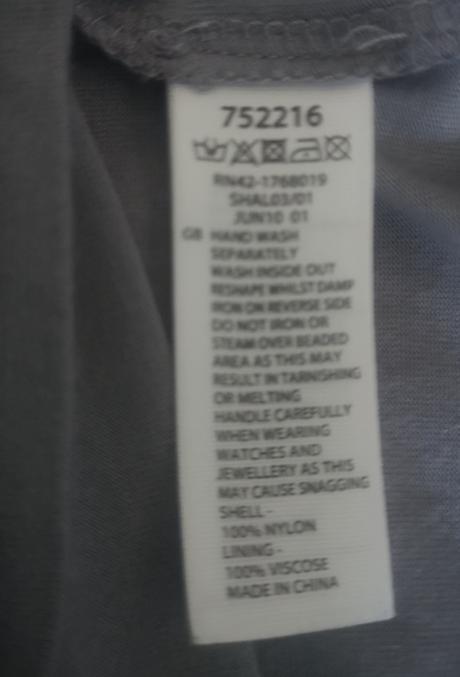 752216
RN42-1768019
SHAL03/01
JUN10 01
GB HAND WASH
SEPARATELY
WASH INSIDE OUT
RESHAPE WHILST DAMP
IRON ON REVERSE SIDE
DO NOT IRON OR
STEAM OVER BEADED
AREA AS THIS MAY
RESULT IN TARNISHING
OR MELTING
HANDLE CAREFULLY
WHEN WEARING
WATCHES AND
JEWELLERY AS THIS
MAY CAUSE SNAGGING
SHELL -
100% NYLON
LINING -
100% VISCOSE
MADE IN CHINA